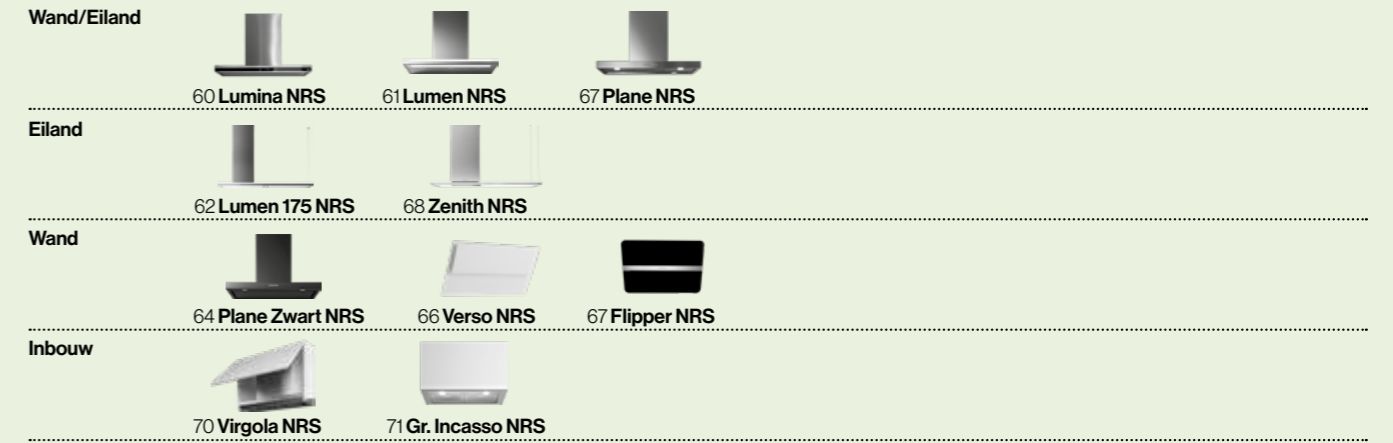 Wand/Eiland
60 Lumina NRS 61 Lumen NRS 67 Plane NRS
Eiland
62 Lumen 175 NRS 68 Zenith NRS
Wand
64 Plane Zwart NRS 66 Verso NRS 67 Flipper NRS
Inbouw
70 Virgola NRS 71 Gr. Incasso NRS